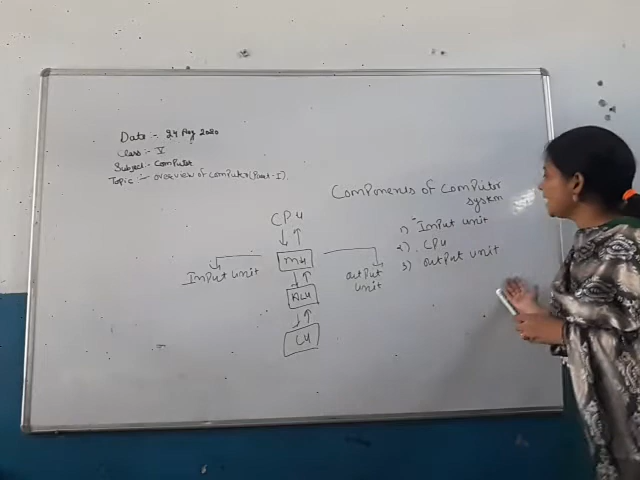 Date :- 24 Aug 2020
Class :- V
Subject :- Computer
Topic :- overview of computer (Part-I)
Components of Computer
system
1) Input unit
2) CPU
3) output unit
CPU
MU
Input unit
output
unit
ALU
CU